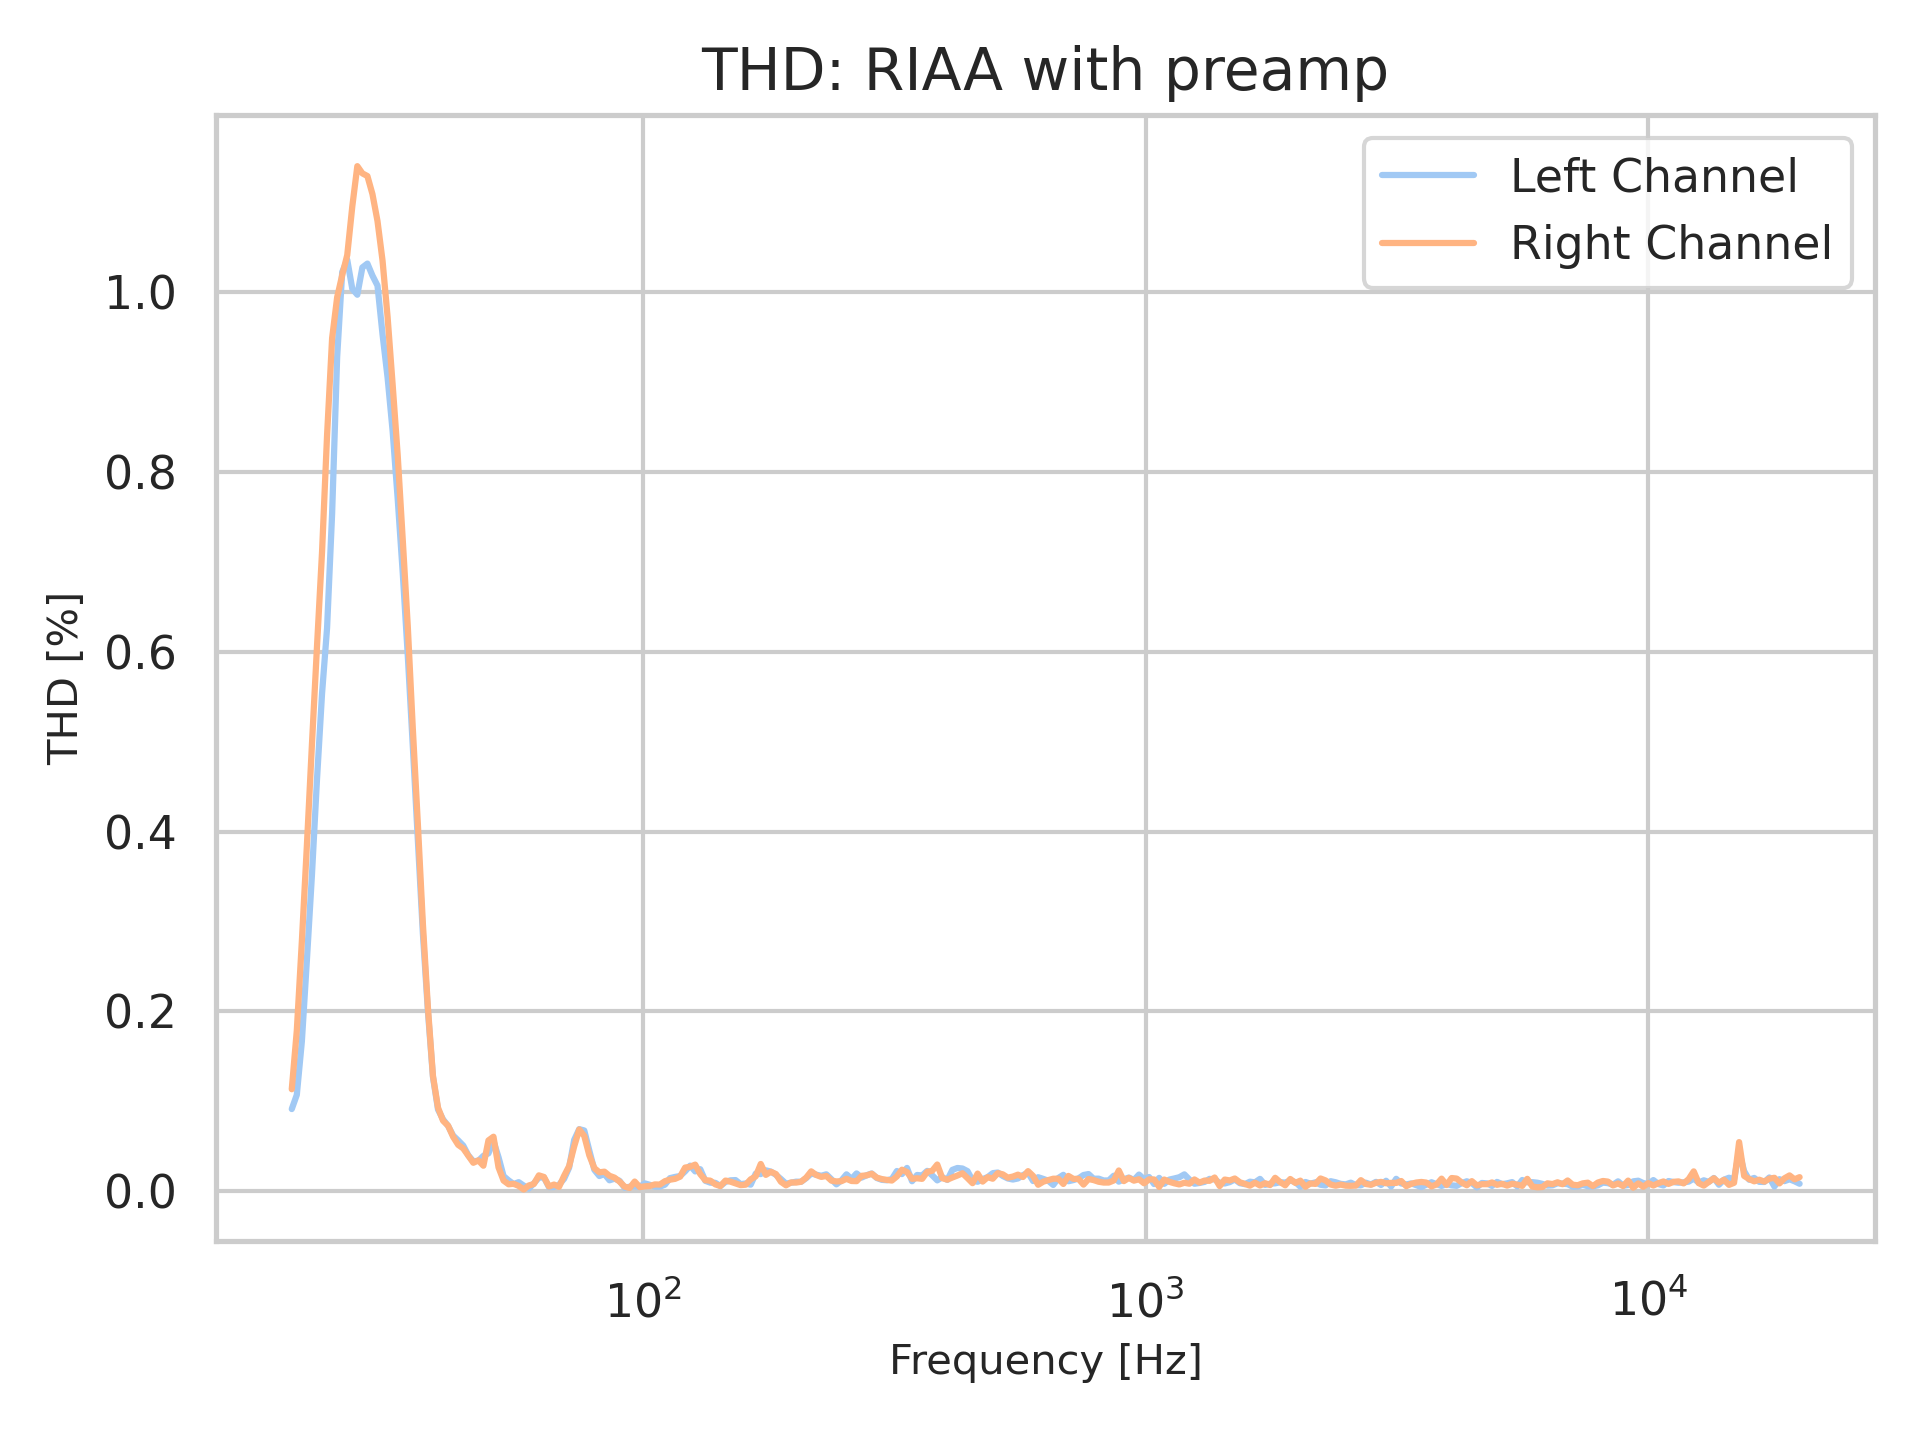 THD: RIAA with preamp
Left Channel
Right Channel
1.0
0.8
0.6
0.4
0.2
0.0
THD [%]
10²
10³
10⁴
Frequency [Hz]